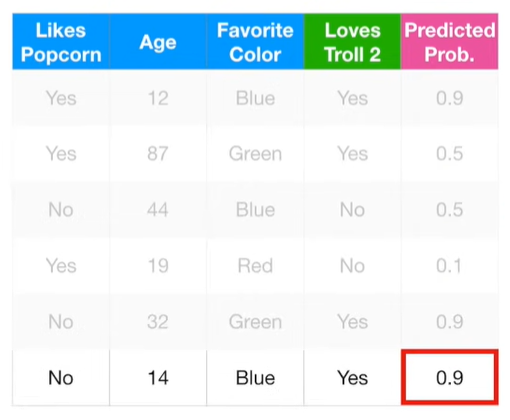 Likes Popcorn Age Favorite Color Loves Troll 2 Predicted Prob.
Yes 12 Blue Yes 0.9
Yes 87 Green Yes 0.5
No 44 Blue No 0.5
Yes 19 Red No 0.1
No 32 Green Yes 0.9
No 14 Blue Yes 0.9